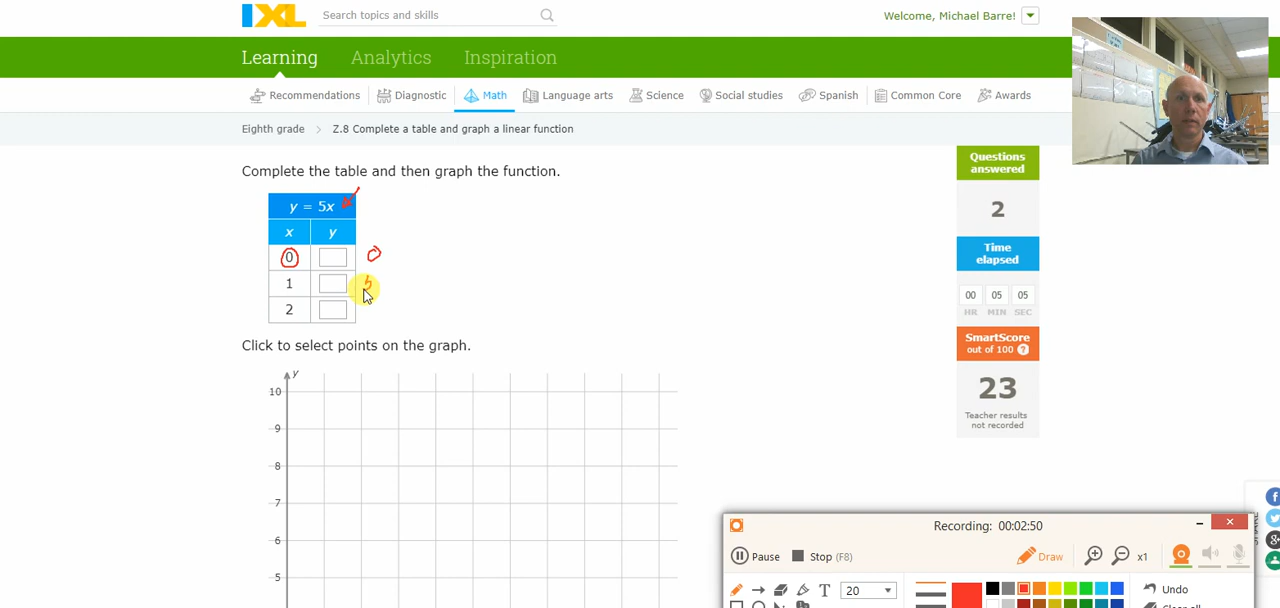 IXL
Search topics and skills
Welcome, Michael Barre!
Learning Analytics Inspiration
Recommendations Diagnostic Math Language arts Science Social studies Spanish Common Core Awards
Eighth grade > Z.8 Complete a table and graph a linear function
Complete the table and then graph the function.
y = 5x
x y
0 0
1 5
2
Click to select points on the graph.
y
10
9
8
7
6
5
Questions answered
2
Time elapsed
00 05 05
HR MIN SEC
SmartScore
out of 100 ?
23
Teacher results
not recorded
SHARE
Recording: 00:02:50
Pause Stop (F8) Draw x1
T 20 Undo
Clear all